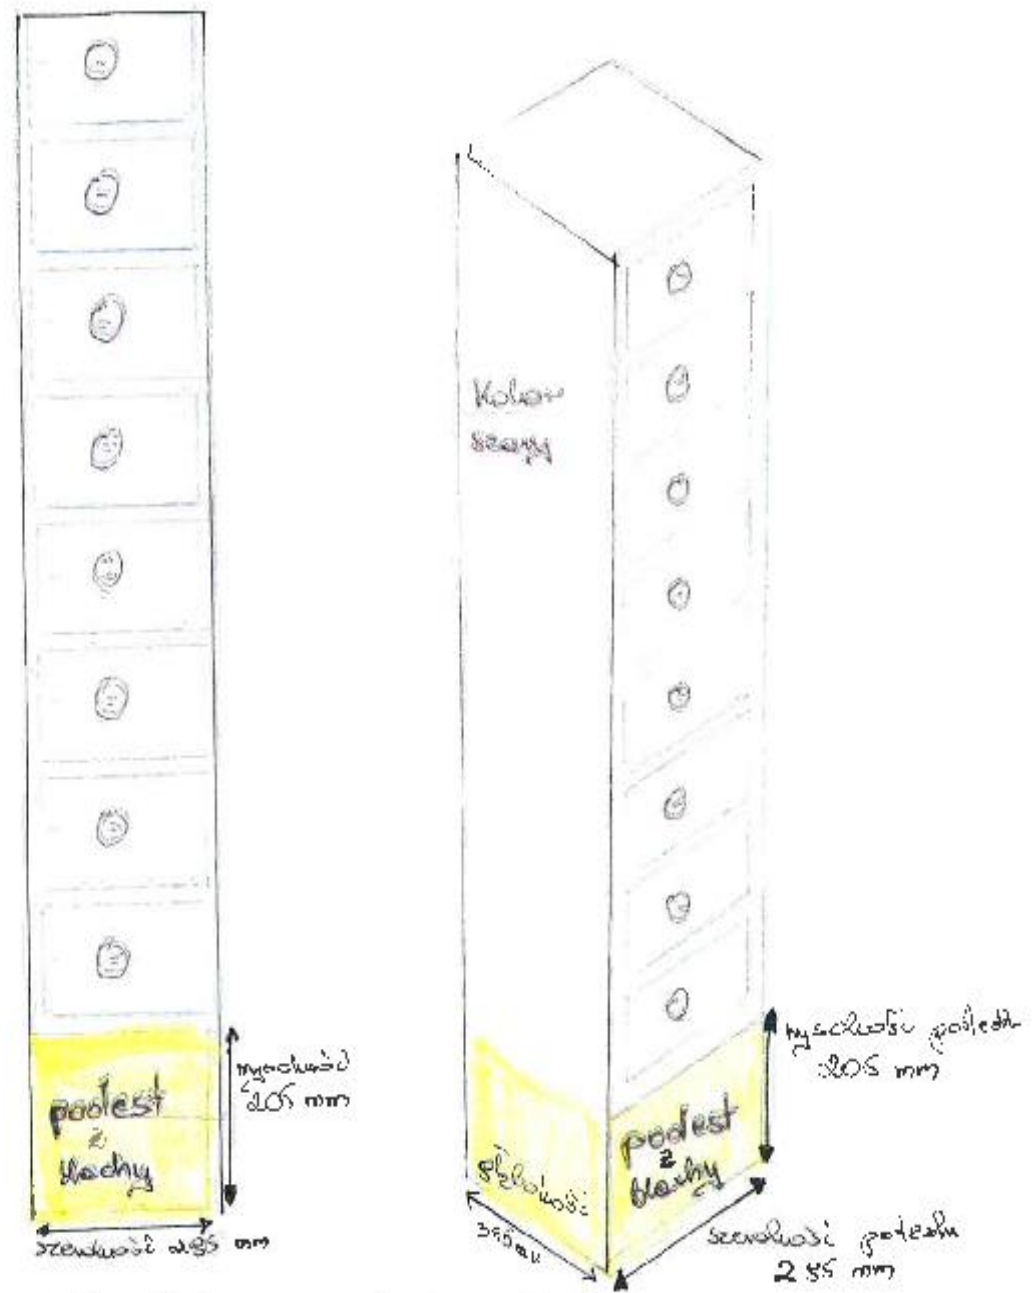 Kolor
szary
podest
z
blachy
wysokość
205 mm
szerokość 285 mm
głębokość
podest
z
blachy
wysokość podestu
205 mm
szerokość podestu
285 mm